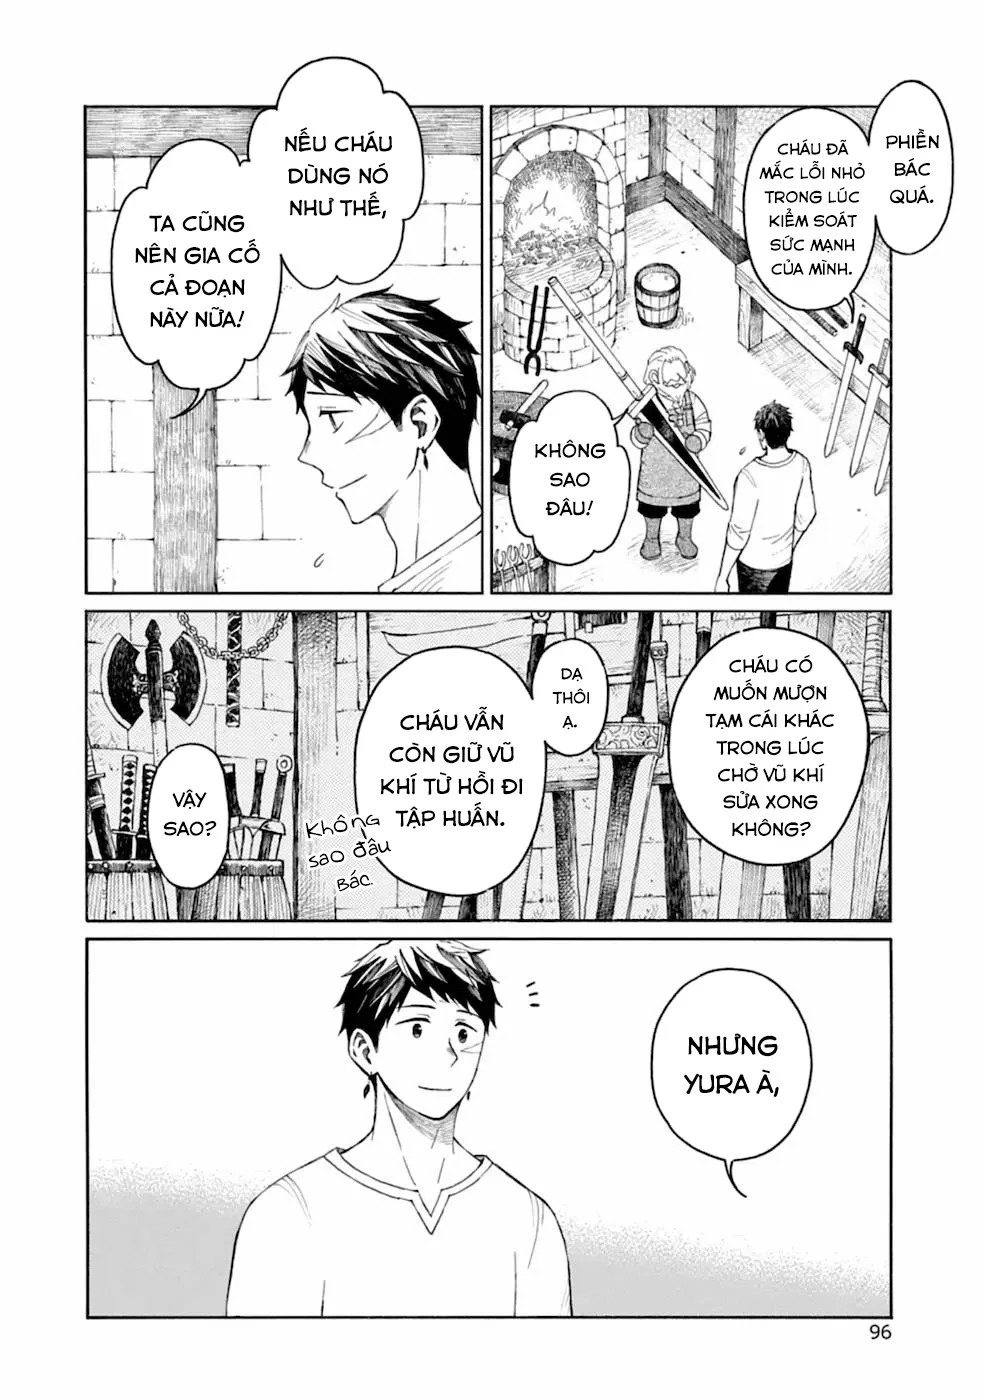 PHIỀN
BÁC
QUÁ.
CHÁU ĐÃ
MẮC LỖI NHỎ
TRONG LÚC
KIỂM SOÁT
SỨC MẠNH
CỦA MÌNH.
KHÔNG
SAO
ĐÂU!
NẾU CHÁU
DÙNG NÓ
NHƯ THẾ,
TA CŨNG
NÊN GIA CỐ
CẢ ĐOẠN
NÀY NỮA!
CHÁU CÓ
MUỐN MƯỢN
TẠM CÁI KHÁC
TRONG LÚC
CHỜ VŨ KHÍ
SỬA XONG
KHÔNG?
DẠ
THÔI
Ạ.
CHÁU VẪN
CÒN GIỮ VŨ
KHÍ TỪ HỒI ĐI
TẬP HUẤN.
Không
sao đâu
Bác.
VẬY
SAO?
NHƯNG
YURA À,
96